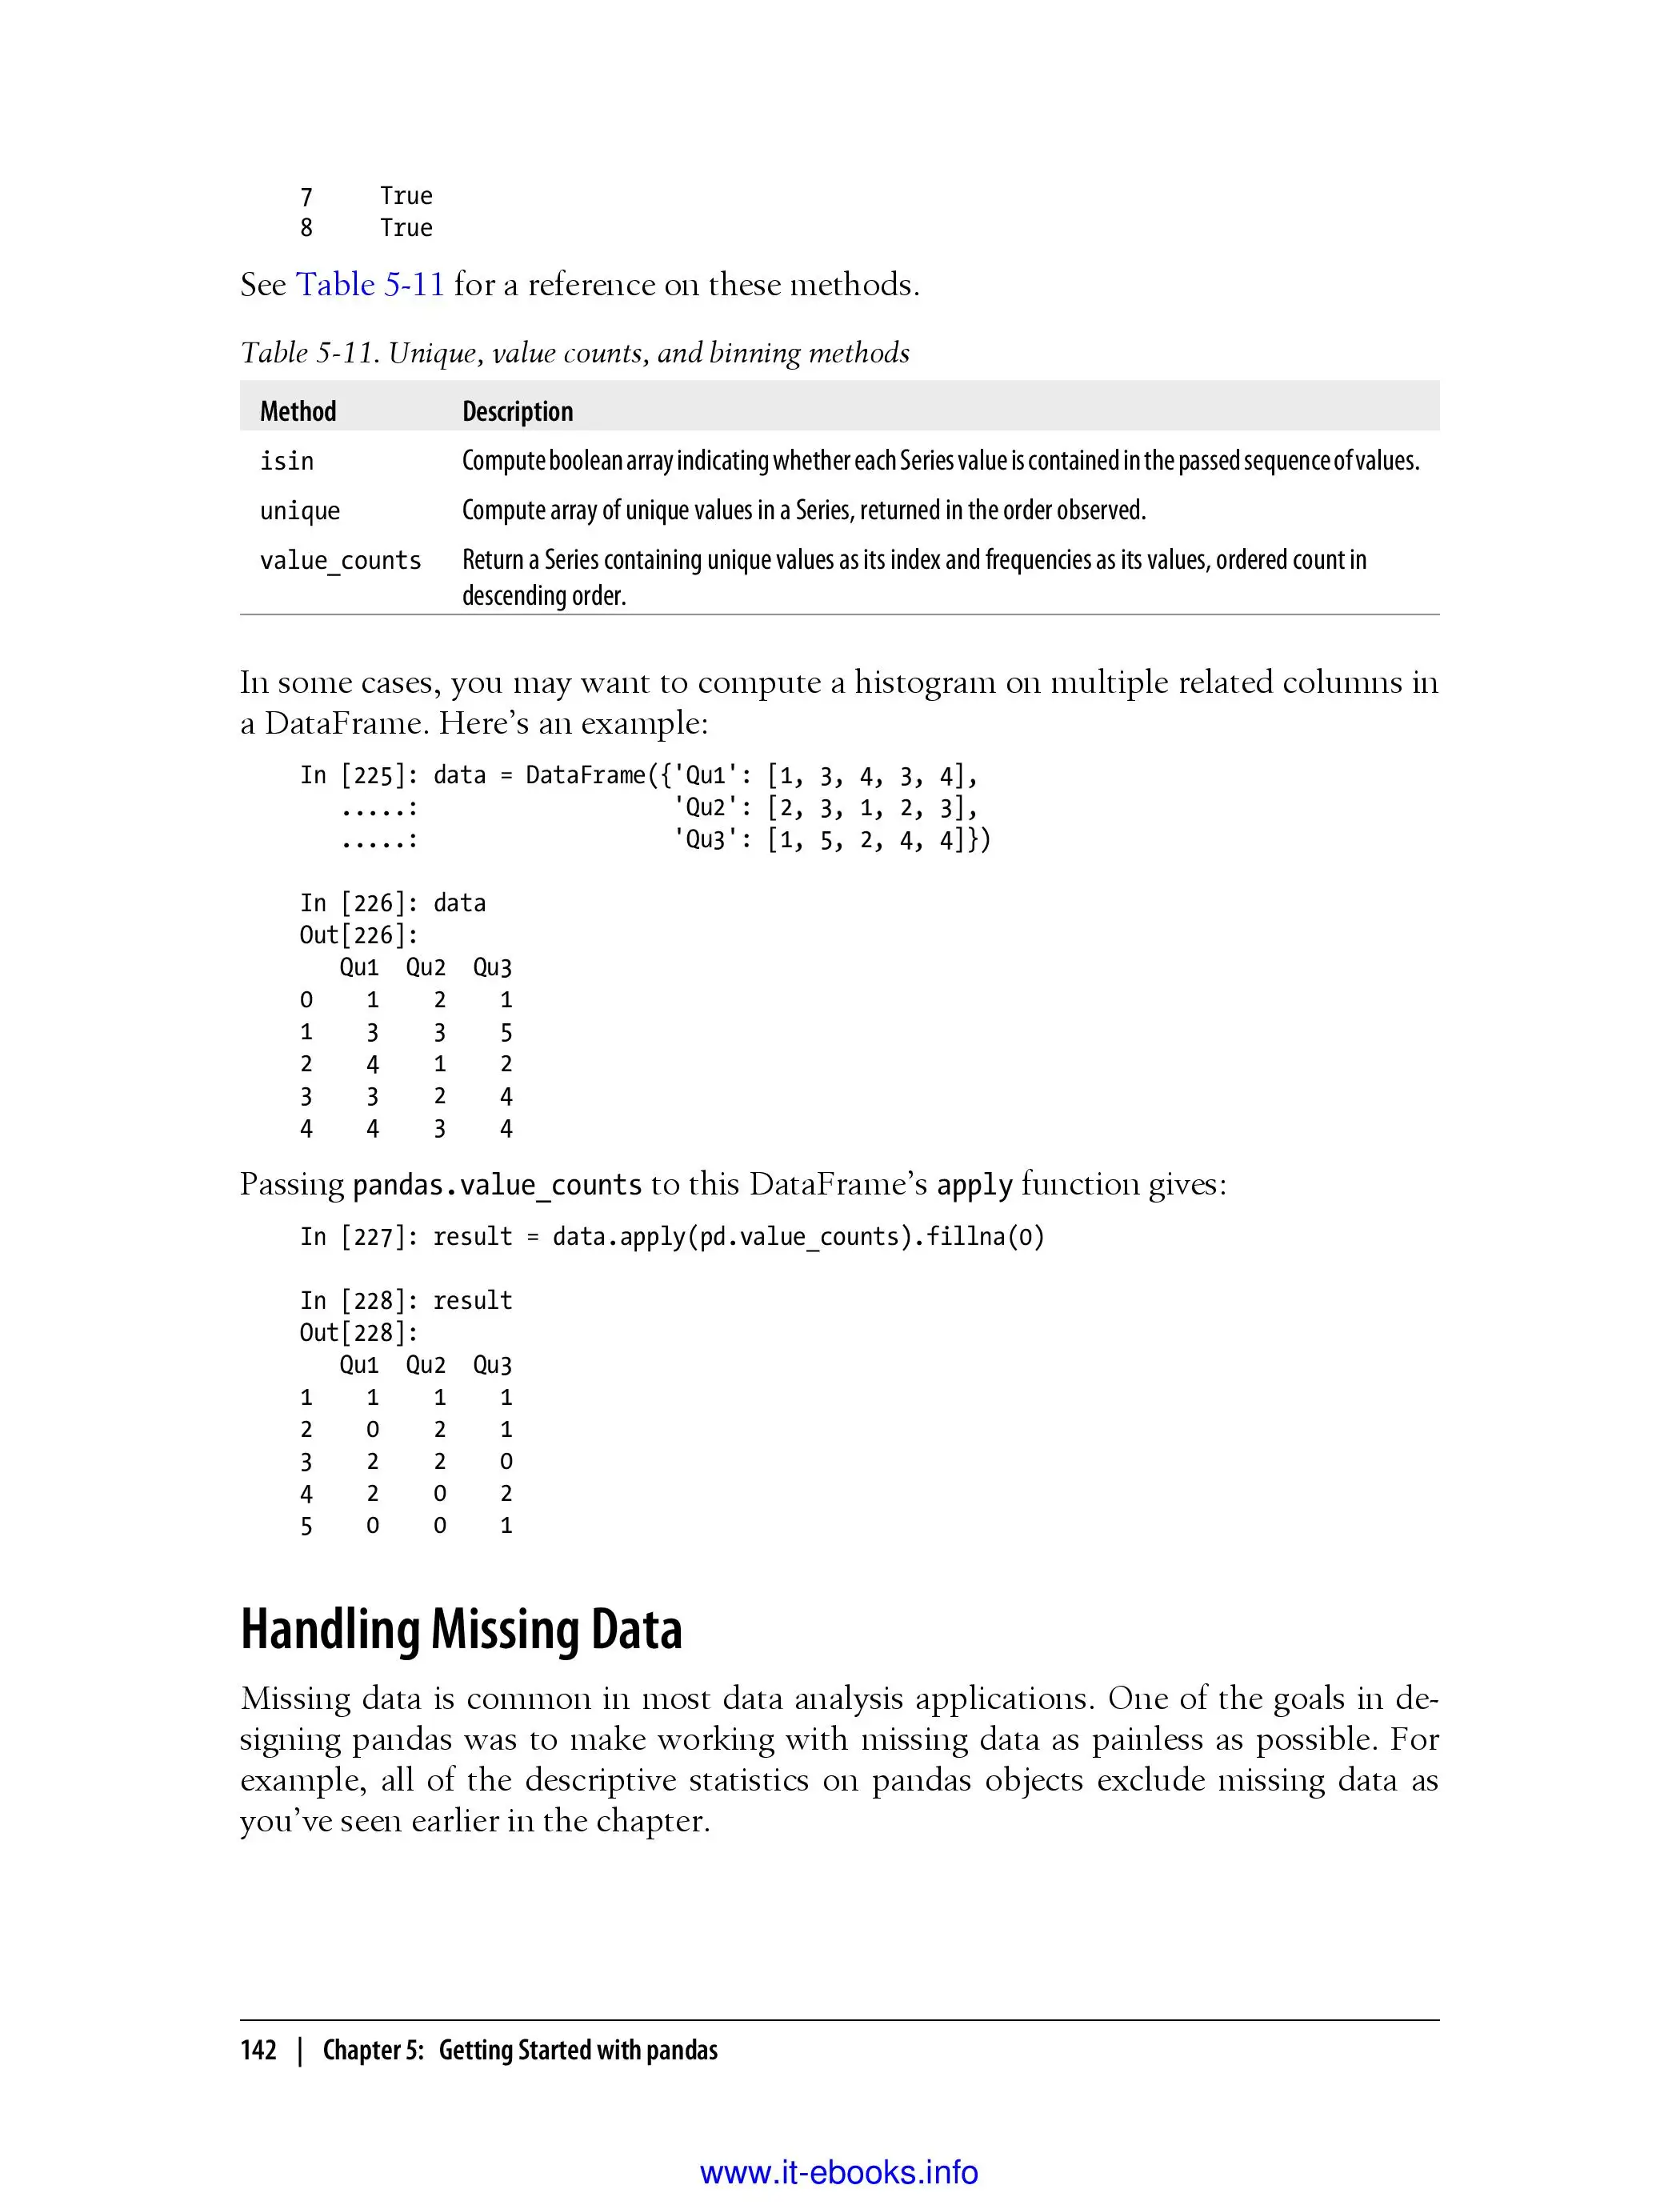 7     True
8     True
See Table 5-11 for a reference on these methods.
Table 5-11. Unique, value counts, and binning methods
Method     Description
isin     Compute boolean array indicating whether each Series value is contained in the passed sequence of values.
unique     Compute array of unique values in a Series, returned in the order observed.
value_counts     Return a Series containing unique values as its index and frequencies as its values, ordered count in
descending order.
In some cases, you may want to compute a histogram on multiple related columns in
a DataFrame. Here’s an example:
In [225]: data = DataFrame({'Qu1': [1, 3, 4, 3, 4],
   .....:                   'Qu2': [2, 3, 1, 2, 3],
   .....:                   'Qu3': [1, 5, 2, 4, 4]})
In [226]: data
Out[226]:
   Qu1  Qu2  Qu3
0    1    2    1
1    3    3    5
2    4    1    2
3    3    2    4
4    4    3    4
Passing pandas.value_counts to this DataFrame’s apply function gives:
In [227]: result = data.apply(pd.value_counts).fillna(0)
In [228]: result
Out[228]:
   Qu1  Qu2  Qu3
1    1    1    1
2    0    2    1
3    2    2    0
4    2    0    2
5    0    0    1
Handling Missing Data
Missing data is common in most data analysis applications. One of the goals in de-
signing pandas was to make working with missing data as painless as possible. For
example, all of the descriptive statistics on pandas objects exclude missing data as
you’ve seen earlier in the chapter.
142 | Chapter 5: Getting Started with pandas
www.it-ebooks.info